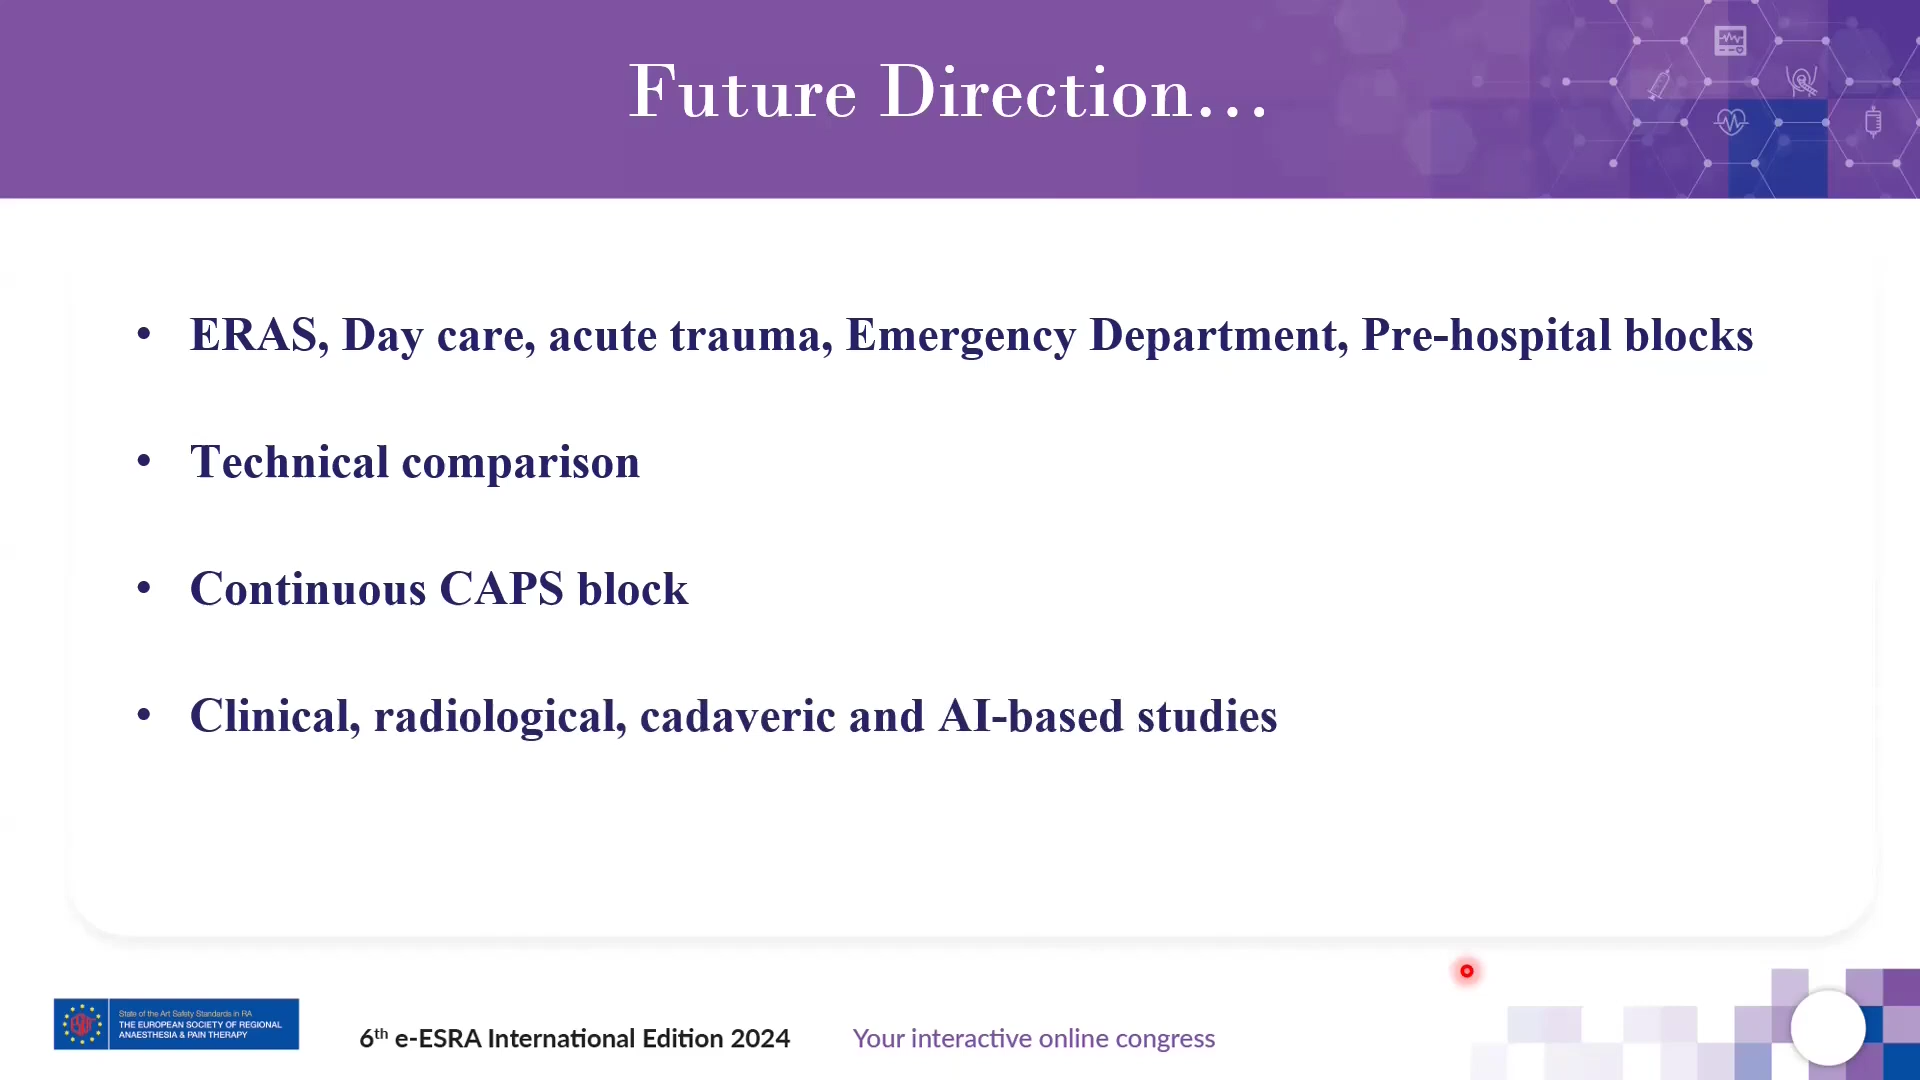 Future Direction...
• ERAS, Day care, acute trauma, Emergency Department, Pre-hospital blocks
• Technical comparison
• Continuous CAPS block
• Clinical, radiological, cadaveric and AI-based studies
State of the Art Safety Standards in RA
THE EUROPEAN SOCIETY OF REGIONAL
ANAESTHESIA & PAIN THERAPY
6th e-ESRA International Edition 2024 Your interactive online congress